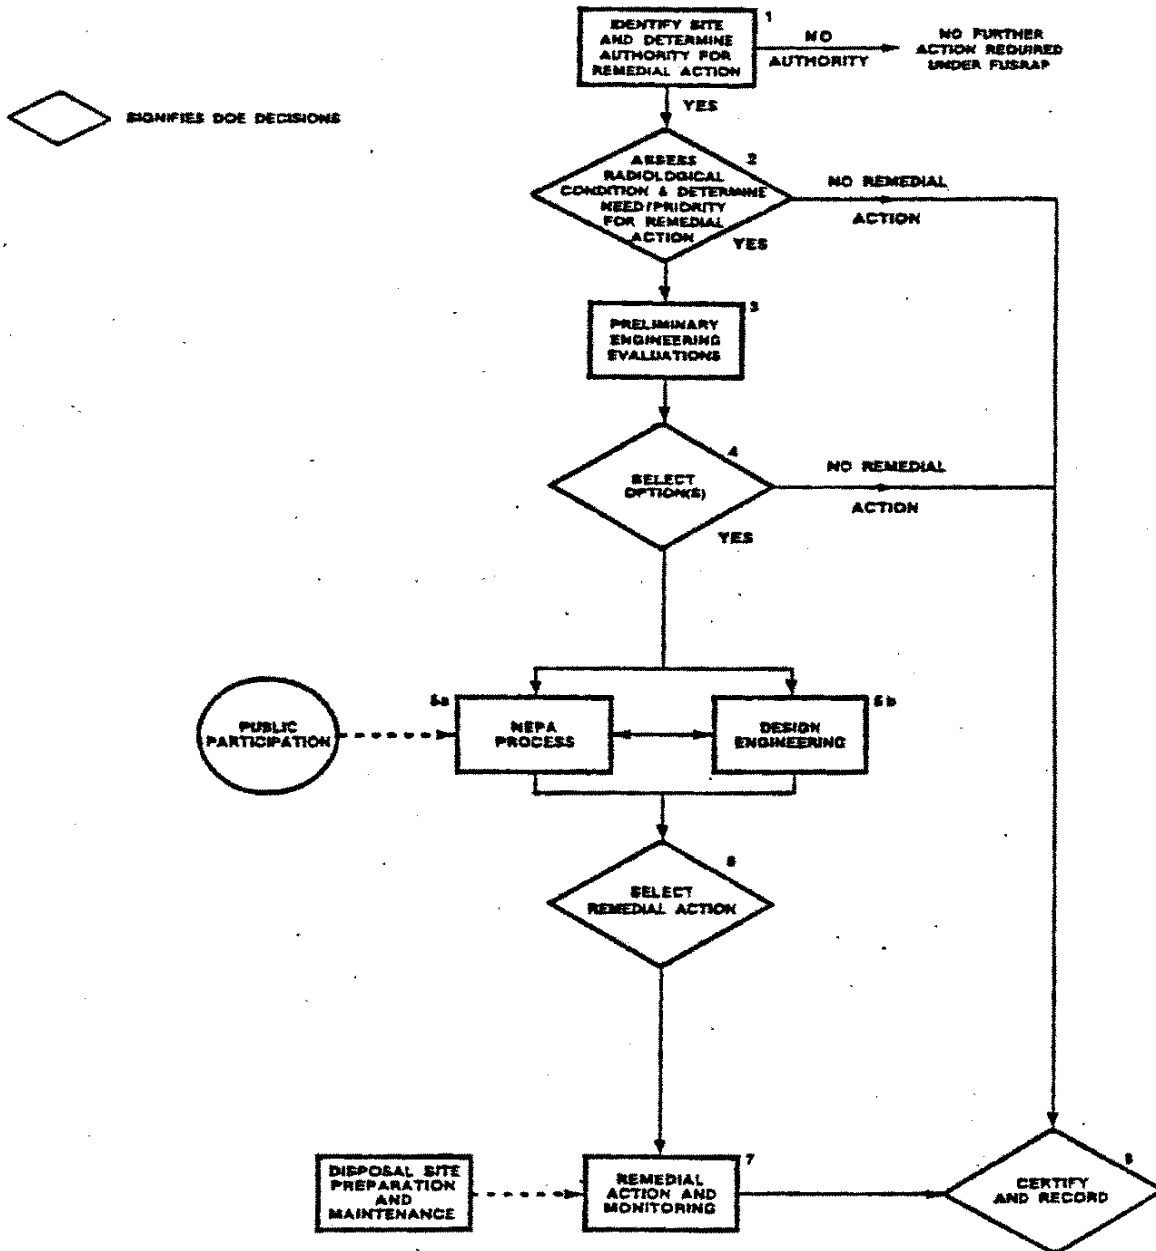 1
IDENTIFY SITE
AND DETERMINE
AUTHORITY FOR
REMEDIAL ACTION
NO
AUTHORITY
NO FURTHER
ACTION REQUIRED
UNDER FUSRAP
YES
SIGNIFIES DOE DECISIONS
2
ASSESS
RADIOLOGICAL
CONDITION & DETERMINE
NEED/PRIORITY
FOR REMEDIAL
ACTION
NO REMEDIAL
ACTION
YES
3
PRELIMINARY
ENGINEERING
EVALUATIONS
4
SELECT
OPTION(S)
NO REMEDIAL
ACTION
YES
PUBLIC
PARTICIPATION
5a
NEPA
PROCESS
5b
DESIGN
ENGINEERING
6
SELECT
REMEDIAL ACTION
DISPOSAL SITE
PREPARATION
AND
MAINTENANCE
7
REMEDIAL
ACTION AND
MONITORING
8
CERTIFY
AND RECORD